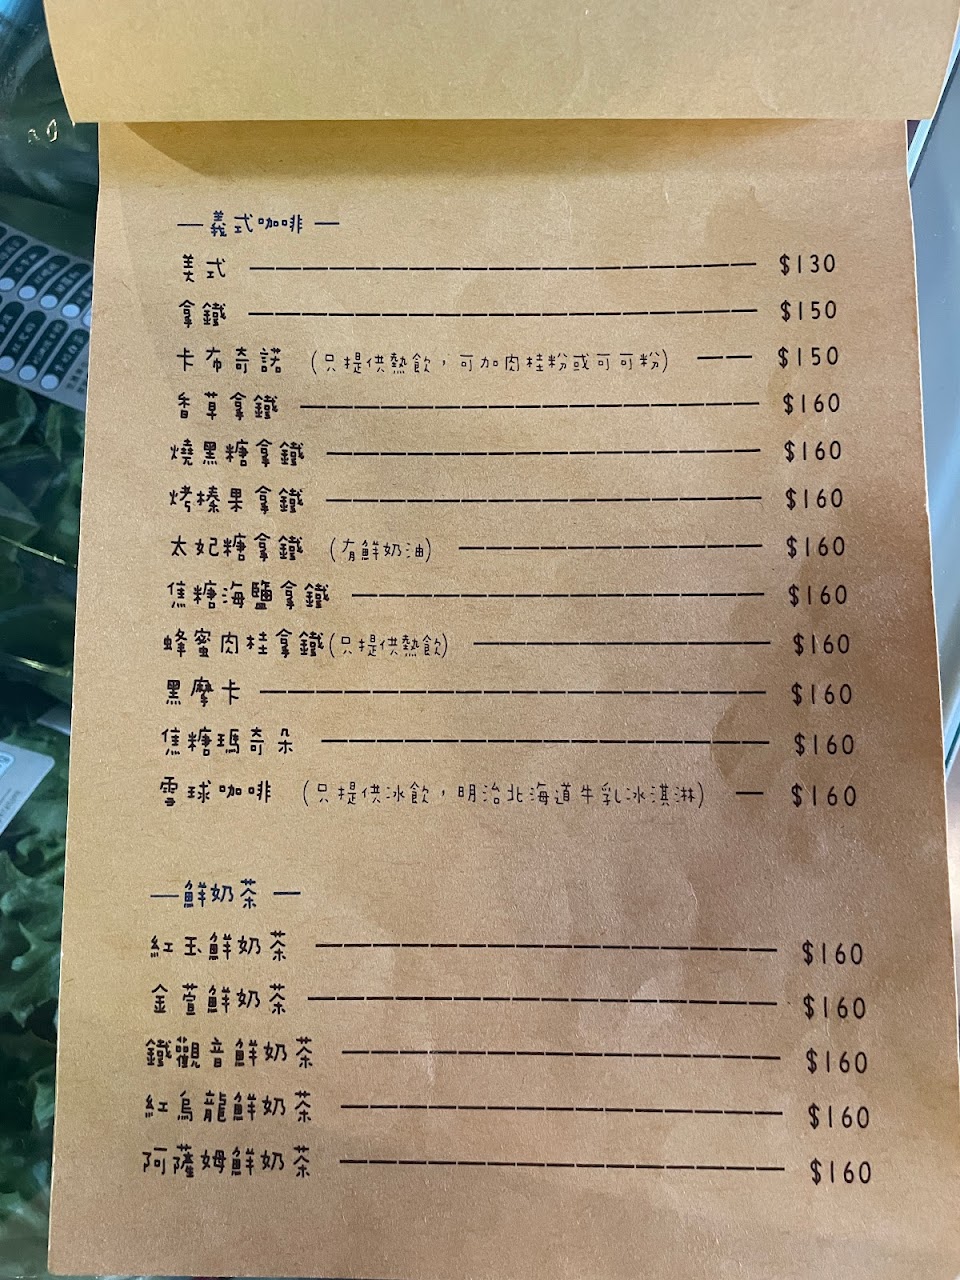 —義式咖啡—
美式 $130
拿鐵 $150
卡布奇諾 (只提供熱飲，可加肉桂粉或可可粉) $150
香草拿鐵 $160
燒黑糖拿鐵 $160
烤榛果拿鐵 $160
太妃糖拿鐵 (有鮮奶油) $160
焦糖海鹽拿鐵 $160
蜂蜜肉桂拿鐵(只提供熱飲) $160
黑摩卡 $160
焦糖瑪奇朵 $160
雪球咖啡 (只提供冰飲，明治北海道牛乳冰淇淋) $160
—鮮奶茶—
紅玉鮮奶茶 $160
金萱鮮奶茶 $160
鐵觀音鮮奶茶 $160
紅烏龍鮮奶茶 $160
阿薩姆鮮奶茶 $160